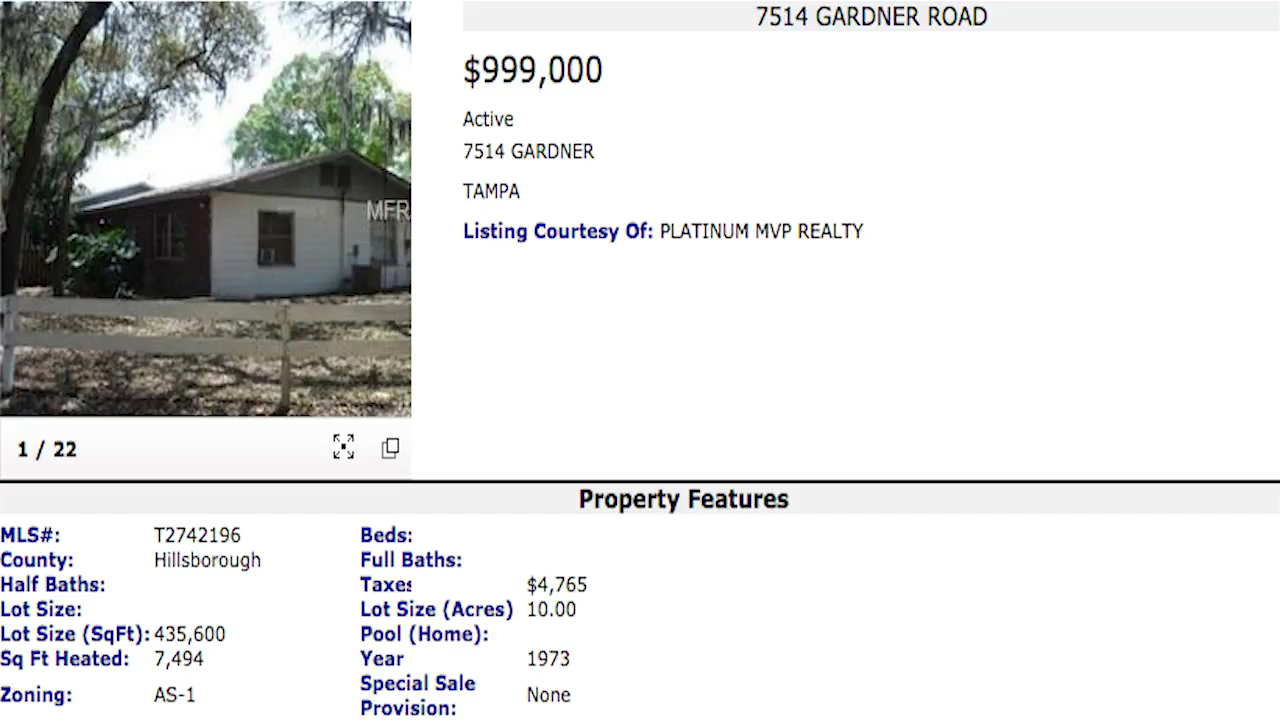 7514 GARDNER ROAD
$999,000
Active
7514 GARDNER
TAMPA
Listing Courtesy Of: PLATINUM MVP REALTY
MFR
1 / 22
Property Features
MLS#: T2742196 Beds:
County: Hillsborough Full Baths:
Half Baths: Taxes $4,765
Lot Size: Lot Size (Acres) 10.00
Lot Size (SqFt): 435,600 Pool (Home):
Sq Ft Heated: 7,494 Year 1973
Zoning: AS-1 Special Sale Provision: None